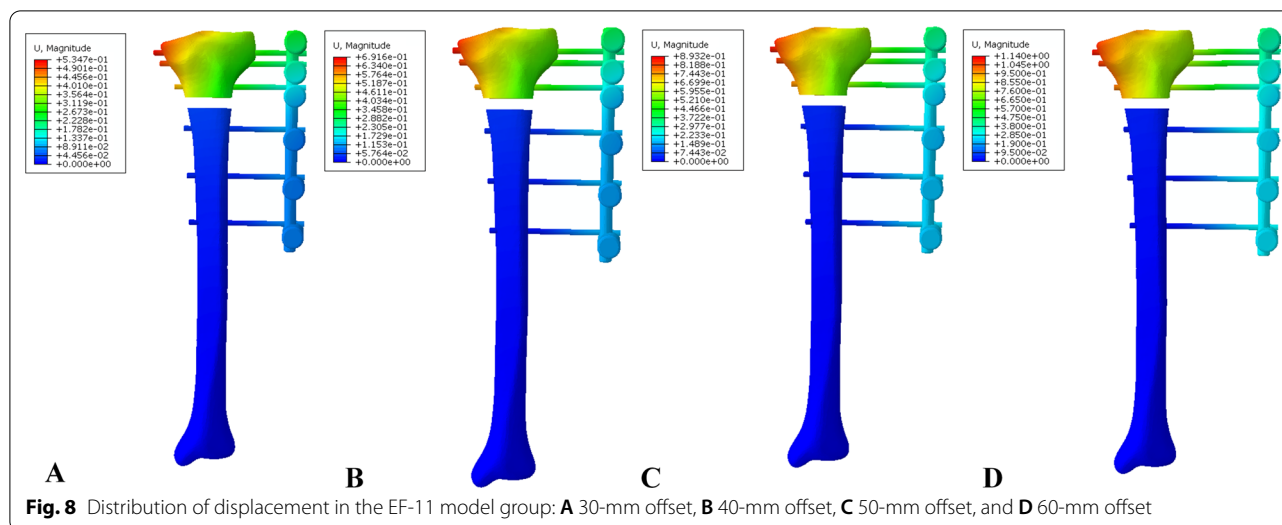 U, Magnitude
+5.347e-01
+4.901e-01
+4.456e-01
+4.010e-01
+3.564e-01
+3.119e-01
+2.673e-01
+2.228e-01
+1.782e-01
+1.337e-01
+8.911e-02
+4.456e-02
+0.000e+00
A
U, Magnitude
+6.916e-01
+6.340e-01
+5.764e-01
+5.187e-01
+4.611e-01
+4.034e-01
+3.458e-01
+2.882e-01
+2.305e-01
+1.729e-01
+1.153e-01
+5.764e-02
+0.000e+00
B
U, Magnitude
+8.932e-01
+8.188e-01
+7.443e-01
+6.699e-01
+5.955e-01
+5.210e-01
+4.466e-01
+3.722e-01
+2.977e-01
+2.233e-01
+1.489e-01
+7.443e-02
+0.000e+00
C
U, Magnitude
+1.140e+00
+1.045e+00
+9.500e-01
+8.550e-01
+7.600e-01
+6.650e-01
+5.700e-01
+4.750e-01
+3.800e-01
+2.850e-01
+1.900e-01
+9.500e-02
+0.000e+00
D
Fig. 8 Distribution of displacement in the EF-11 model group: A 30-mm offset, B 40-mm offset, C 50-mm offset, and D 60-mm offset